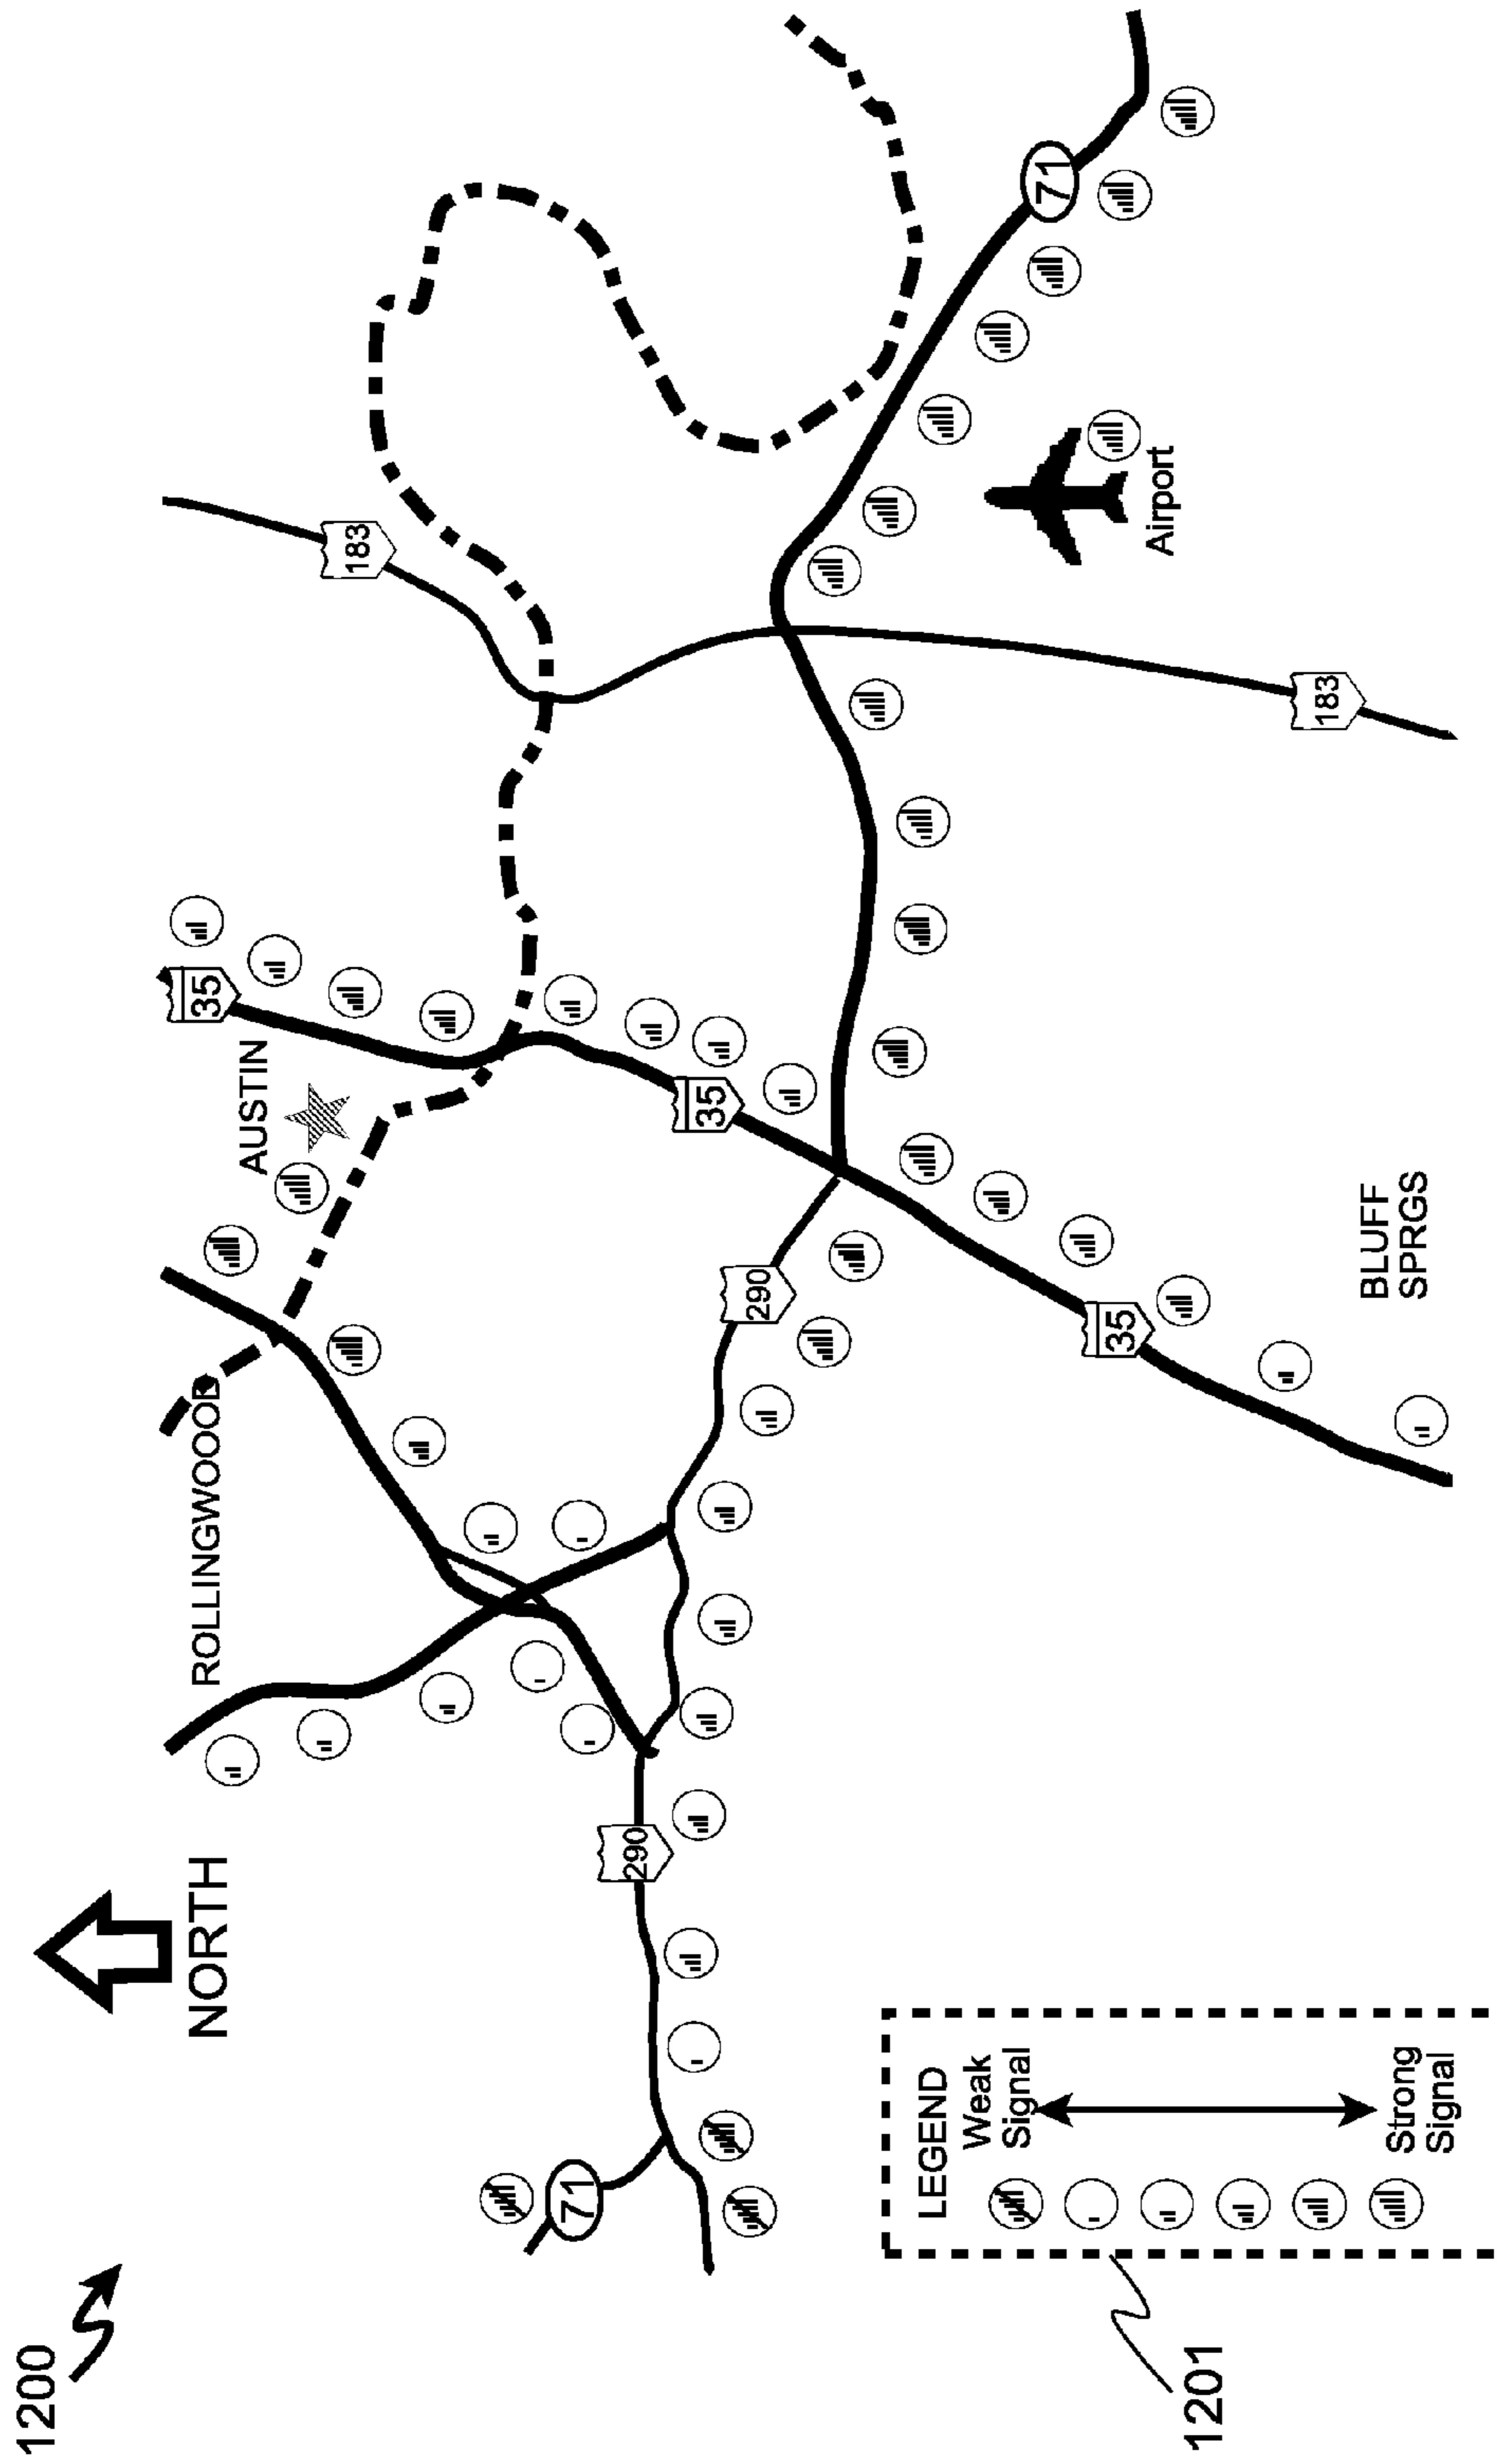 1200
NORTH
ROLLINGWOOD
AUSTIN
35
183
71
290
290
35
71
Airport
35
BLUFF
SPRGS
183
LEGEND
Weak
Signal
Strong
Signal
1201